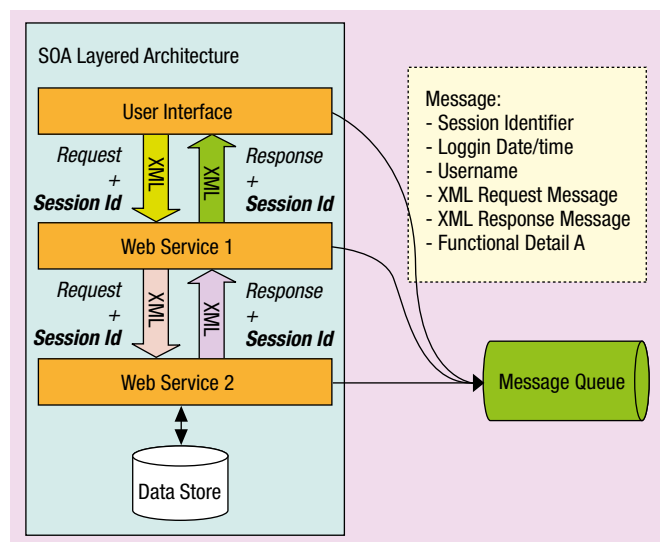 SOA Layered Architecture
User Interface
Request
+
Session Id
XML
XML
Response
+
Session Id
Web Service 1
Request
+
Session Id
XML
XML
Response
+
Session Id
Web Service 2
Data Store
Message:
- Session Identifier
- Loggin Date/time
- Username
- XML Request Message
- XML Response Message
- Functional Detail A
Message Queue